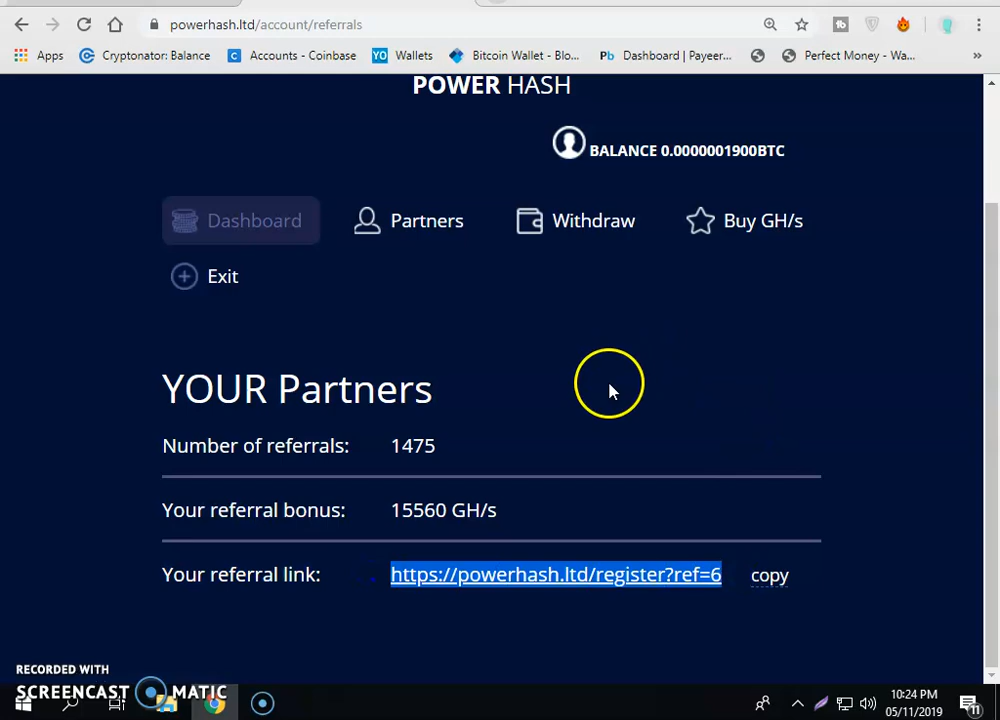 powerhash.ltd/account/referrals
Apps
Cryptonator: Balance
Accounts - Coinbase
YO
Wallets
Bitcoin Wallet - Blo...
Pb
Dashboard | Payeer...
Perfect Money - Wa...
»
POWER HASH
BALANCE 0.0000001900BTC
Dashboard
Partners
Withdraw
Buy GH/s
Exit
YOUR Partners
Number of referrals: 1475
Your referral bonus: 15560 GH/s
Your referral link: https://powerhash.ltd/register?ref=6 copy
RECORDED WITH
SCREENCAST MATIC
10:24 PM
05/11/2019
11